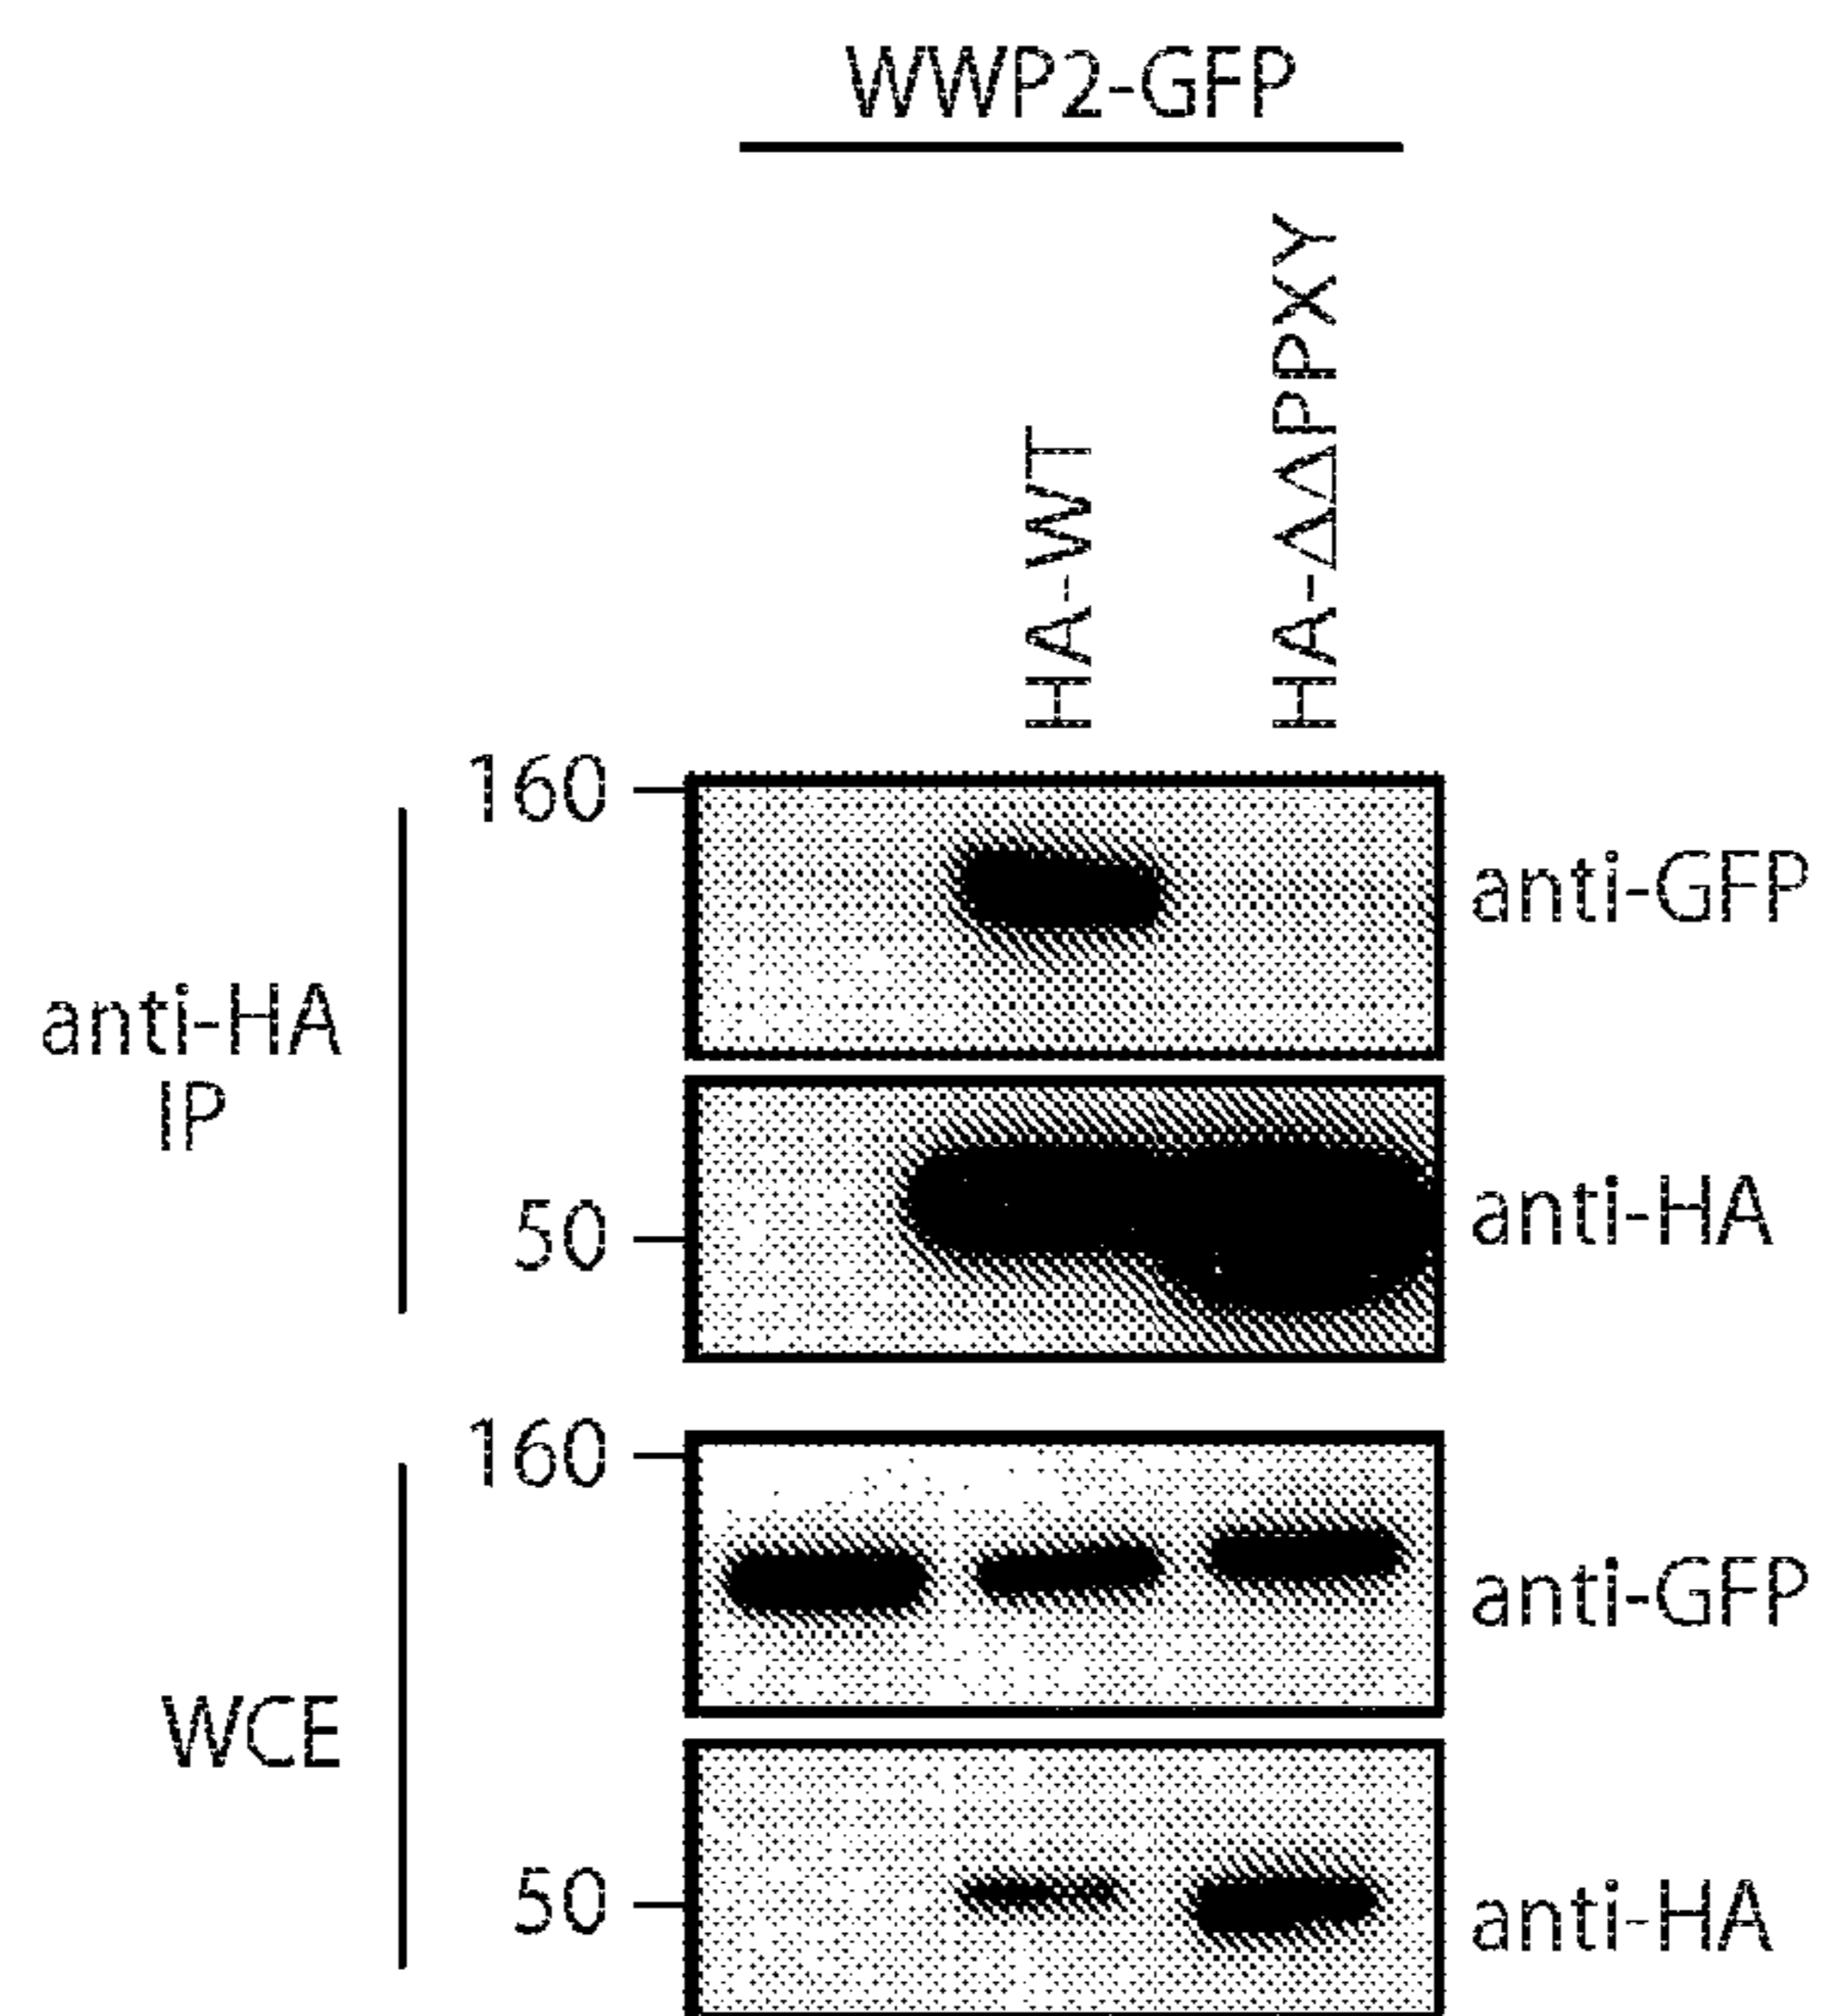 WWP2-GFP
HA-WT
HA-ΔΔPPXY
160
anti-GFP
anti-HA
IP
50
anti-HA
160
anti-GFP
WCE
50
anti-HA